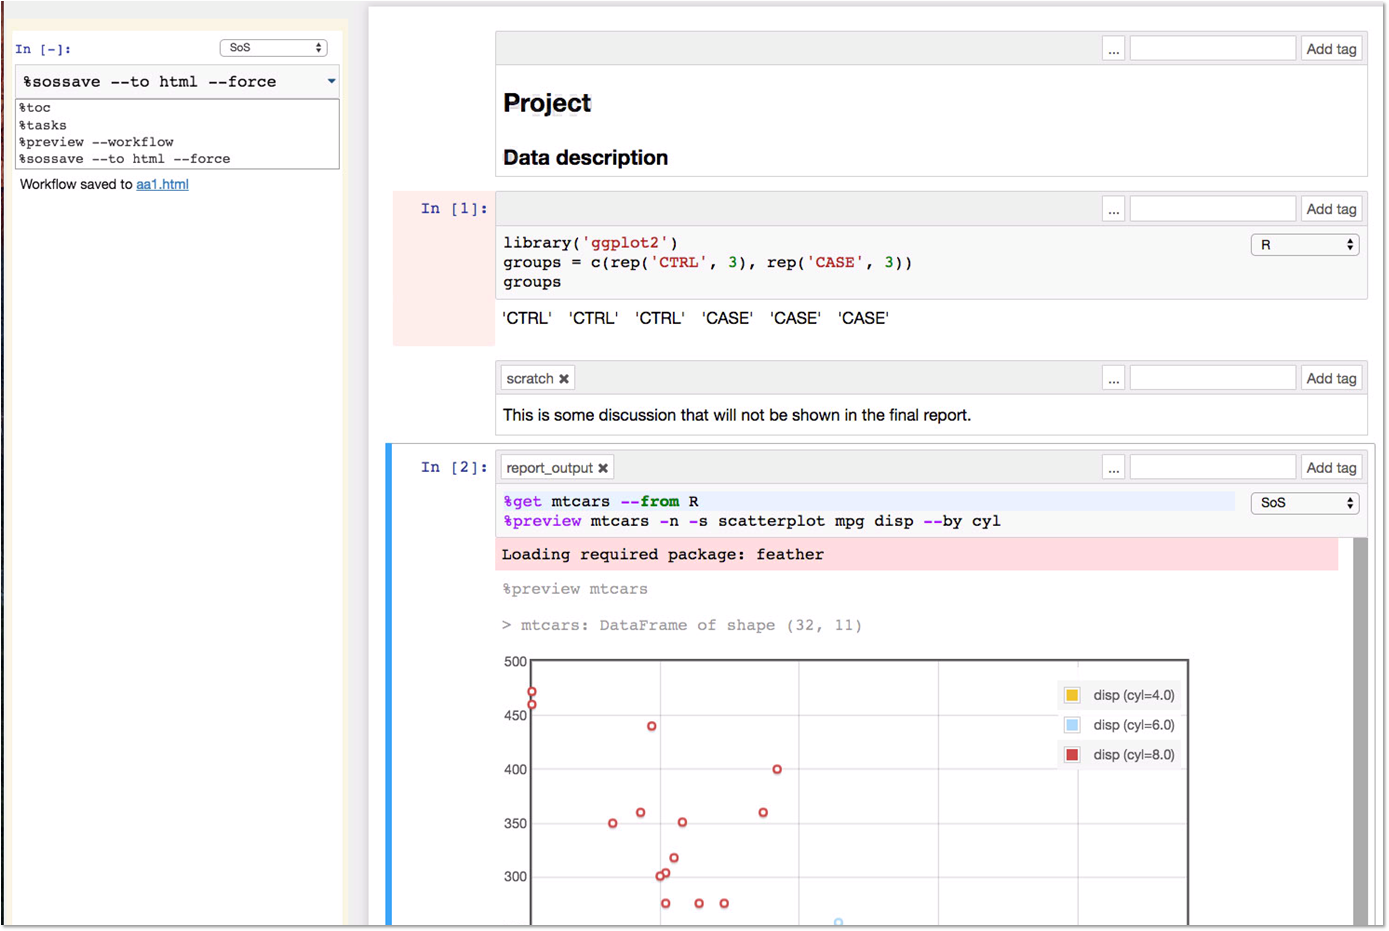 In [-]:
SoS
%sossave --to html --force
%toc
%tasks
%preview --workflow
%sossave --to html --force
Workflow saved to aa1.html
... Add tag
Project
Data description
In [1]:
... Add tag
library('ggplot2')
R
groups = c(rep('CTRL', 3), rep('CASE', 3))
groups
'CTRL' 'CTRL' 'CTRL' 'CASE' 'CASE' 'CASE'
scratch ✖ ... Add tag
This is some discussion that will not be shown in the final report.
In [2]:
report_output ✖ ... Add tag
%get mtcars --from R
SoS
%preview mtcars -n -s scatterplot mpg disp --by cyl
Loading required package: feather
%preview mtcars
> mtcars: DataFrame of shape (32, 11)
500
450
400
350
300
disp (cyl=4.0)
disp (cyl=6.0)
disp (cyl=8.0)